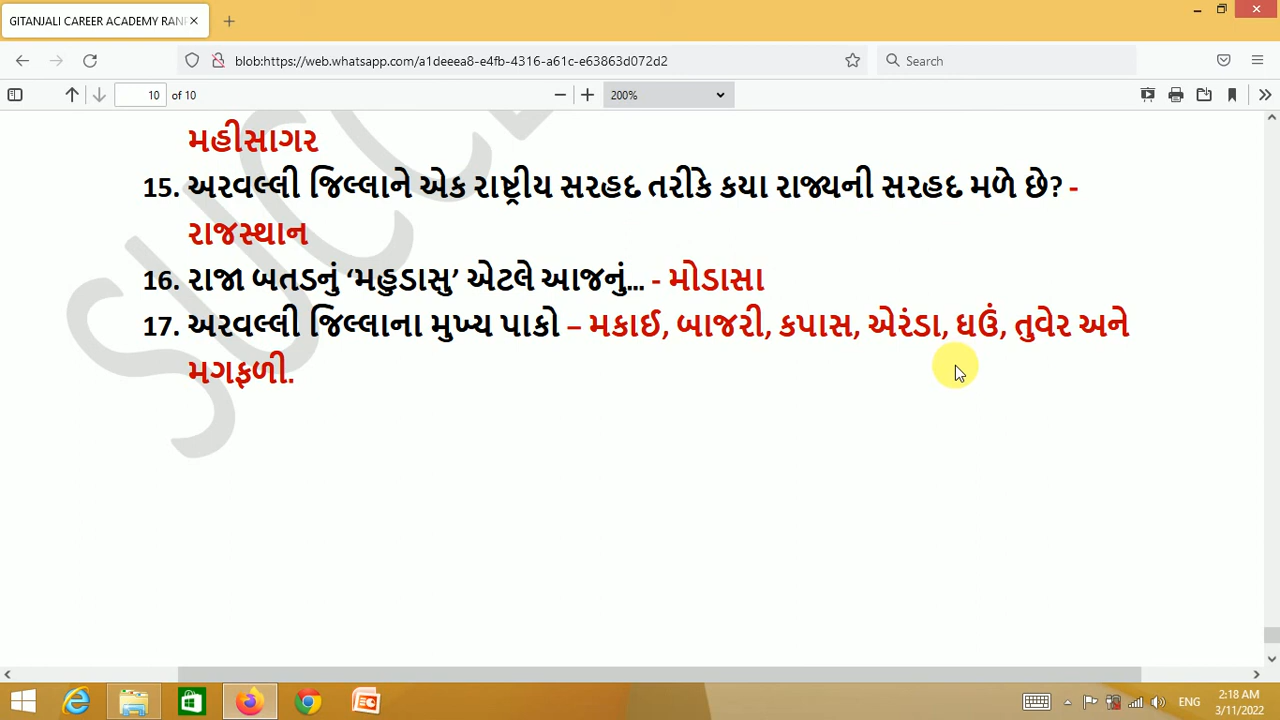 GITANJALI CAREER ACADEMY RAN
blob:https://web.whatsapp.com/a1deeea8-e4fb-4316-a61c-e63863d072d2
Search
10 of 10
200%
મહીસાગર
15. અરવલ્લી જિલ્લાને એક રાષ્ટ્રીય સરહદ તરીકે કયા રાજ્યની સરહદ મળે છે? -
રાજસ્થાન
16. રાજા બતડનું ‘મહુડાસુ’ એટલે આજનું... - મોડાસા
17. અરવલ્લી જિલ્લાના મુખ્ય પાકો – મકાઈ, બાજરી, કપાસ, એરંડા, ઘઉં, તુવેર અને
મગફળી.
SUCCE
ENG
2:18 AM
3/11/2022